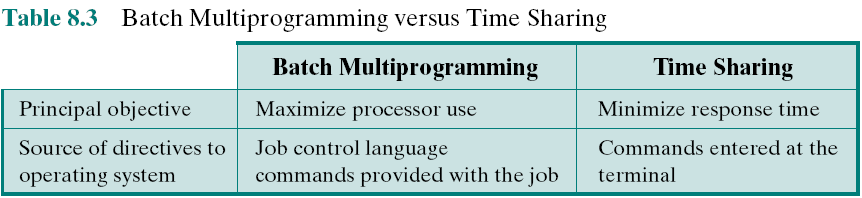 Table 8.3 Batch Multiprogramming versus Time Sharing
Batch Multiprogramming Time Sharing
Principal objective Maximize processor use Minimize response time
Source of directives to Job control language Commands entered at the
operating system commands provided with the job terminal